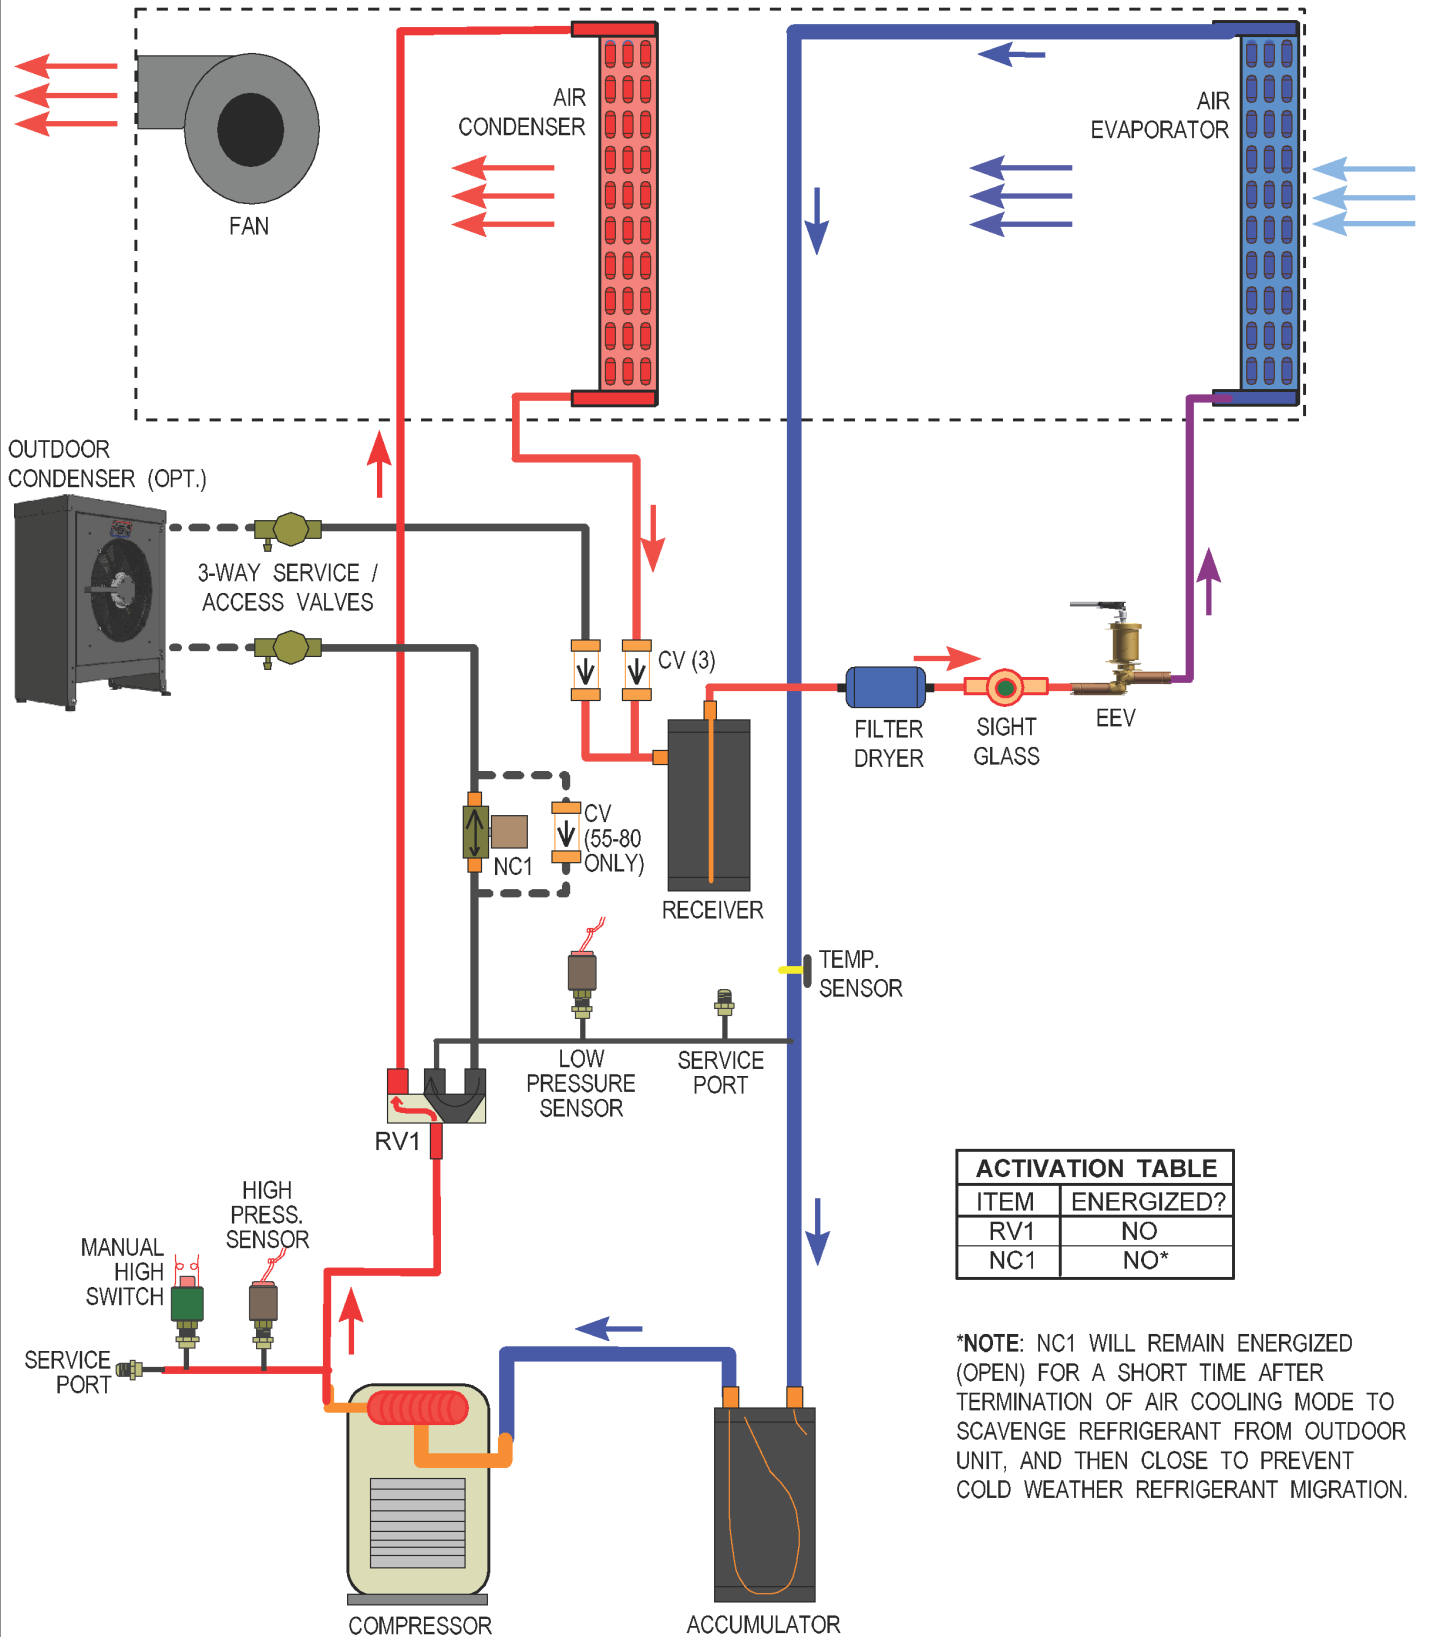 AIR
CONDENSER
AIR
EVAPORATOR
FAN
OUTDOOR
CONDENSER (OPT.)
3-WAY SERVICE /
ACCESS VALVES
CV (3)
FILTER
DRYER
SIGHT
GLASS
EEV
CV
(55-80
ONLY)
NC1
RECEIVER
TEMP.
SENSOR
LOW
PRESSURE
SENSOR
SERVICE
PORT
RV1
HIGH
PRESS.
SENSOR
MANUAL
HIGH
SWITCH
SERVICE
PORT
ACTIVATION TABLE
ITEM ENERGIZED?
RV1 NO
NC1 NO*
*NOTE: NC1 WILL REMAIN ENERGIZED
(OPEN) FOR A SHORT TIME AFTER
TERMINATION OF AIR COOLING MODE TO
SCAVENGE REFRIGERANT FROM OUTDOOR
UNIT, AND THEN CLOSE TO PREVENT
COLD WEATHER REFRIGERANT MIGRATION.
COMPRESSOR
ACCUMULATOR